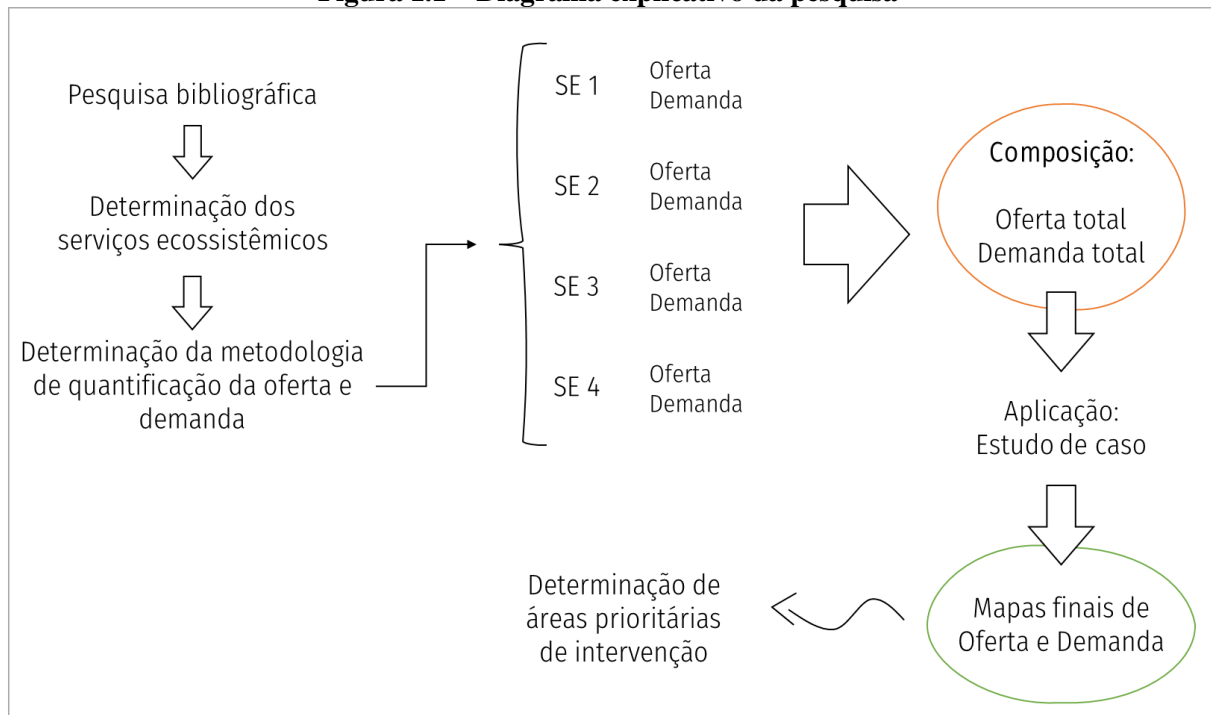 Figura 1.1 – Diagrama explicativo da pesquisa
Pesquisa bibliográfica
Determinação dos
serviços ecossistêmicos
Determinação da metodologia
de quantificação da oferta e
demanda
SE 1
Oferta
Demanda
SE 2
Oferta
Demanda
SE 3
Oferta
Demanda
SE 4
Oferta
Demanda
Composição:
Oferta total
Demanda total
Aplicação:
Estudo de caso
Mapas finais de
Oferta e Demanda
Determinação de
áreas prioritárias
de intervenção